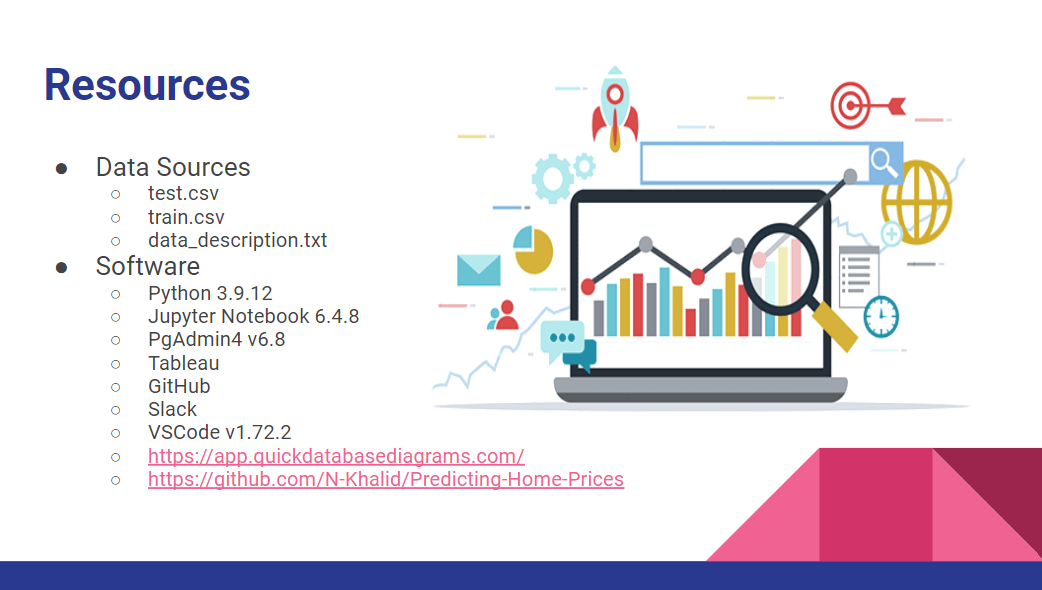 Resources
● Data Sources
○ test.csv
○ train.csv
○ data_description.txt
● Software
○ Python 3.9.12
○ Jupyter Notebook 6.4.8
○ PgAdmin4 v6.8
○ Tableau
○ GitHub
○ Slack
○ VSCode v1.72.2
○ https://app.quickdatabasediagrams.com/
○ https://github.com/N-Khalid/Predicting-Home-Prices